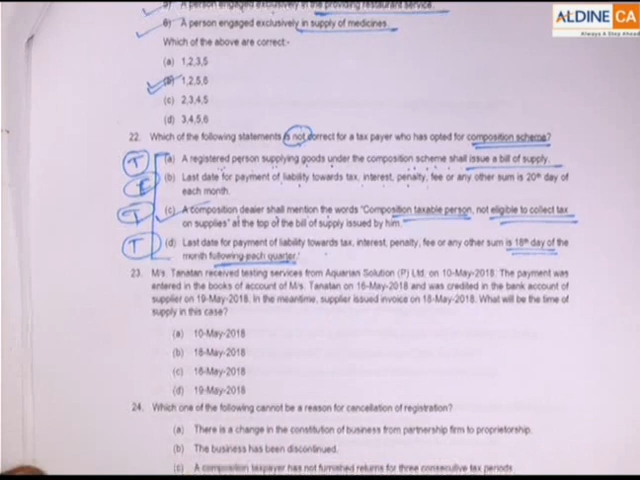 5) A person engaged exclusively in the providing restaurant service.
ALDINE CA
Always A Step Ahead
6) A person engaged exclusively in supply of medicines.
Which of the above are correct:-
(a) 1,2,3,5
(b) 1,2,5,6
(c) 2,3,4,5
(d) 3,4,5,6
22. Which of the following statements is not correct for a tax payer who has opted for composition scheme?
T (a) A registered person supplying goods under the composition scheme shall issue a bill of supply.
(b) Last date for payment of liability towards tax, interest, penalty, fee or any other sum is 20th day of
each month.
T (c) A composition dealer shall mention the words "Composition taxable person, not eligible to collect tax
on supplies" at the top of the bill of supply issued by him.
T (d) Last date for payment of liability towards tax, interest, penalty, fee or any other sum is 18th day of the
month following each quarter.
23. M/s. Tanatan received testing services from Aquarian Solution (P) Ltd. on 10-May-2018. The payment was
entered in the books of account of M/s. Tanatan on 16-May-2018 and was credited in the bank account of
supplier on 19-May-2018. In the meantime, supplier issued invoice on 18-May-2018. What will be the time of
supply in this case?
(a) 10-May-2018
(b) 18-May-2018
(c) 16-May-2018
(d) 19-May-2018
24. Which one of the following cannot be a reason for cancellation of registration?
(a) There is a change in the constitution of business from partnership firm to proprietorship.
(b) The business has been discontinued.
(c) A composition taxpayer has not furnished returns for three consecutive tax periods